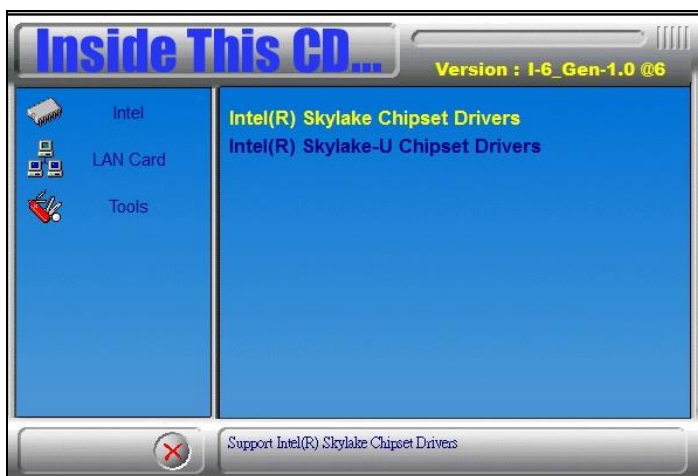 Inside This CD...
Version : I-6_Gen-1.0 @6
Intel
LAN Card
Tools
Intel(R) Skylake Chipset Drivers
Intel(R) Skylake-U Chipset Drivers
Support Intel(R) Skylake Chipset Drivers